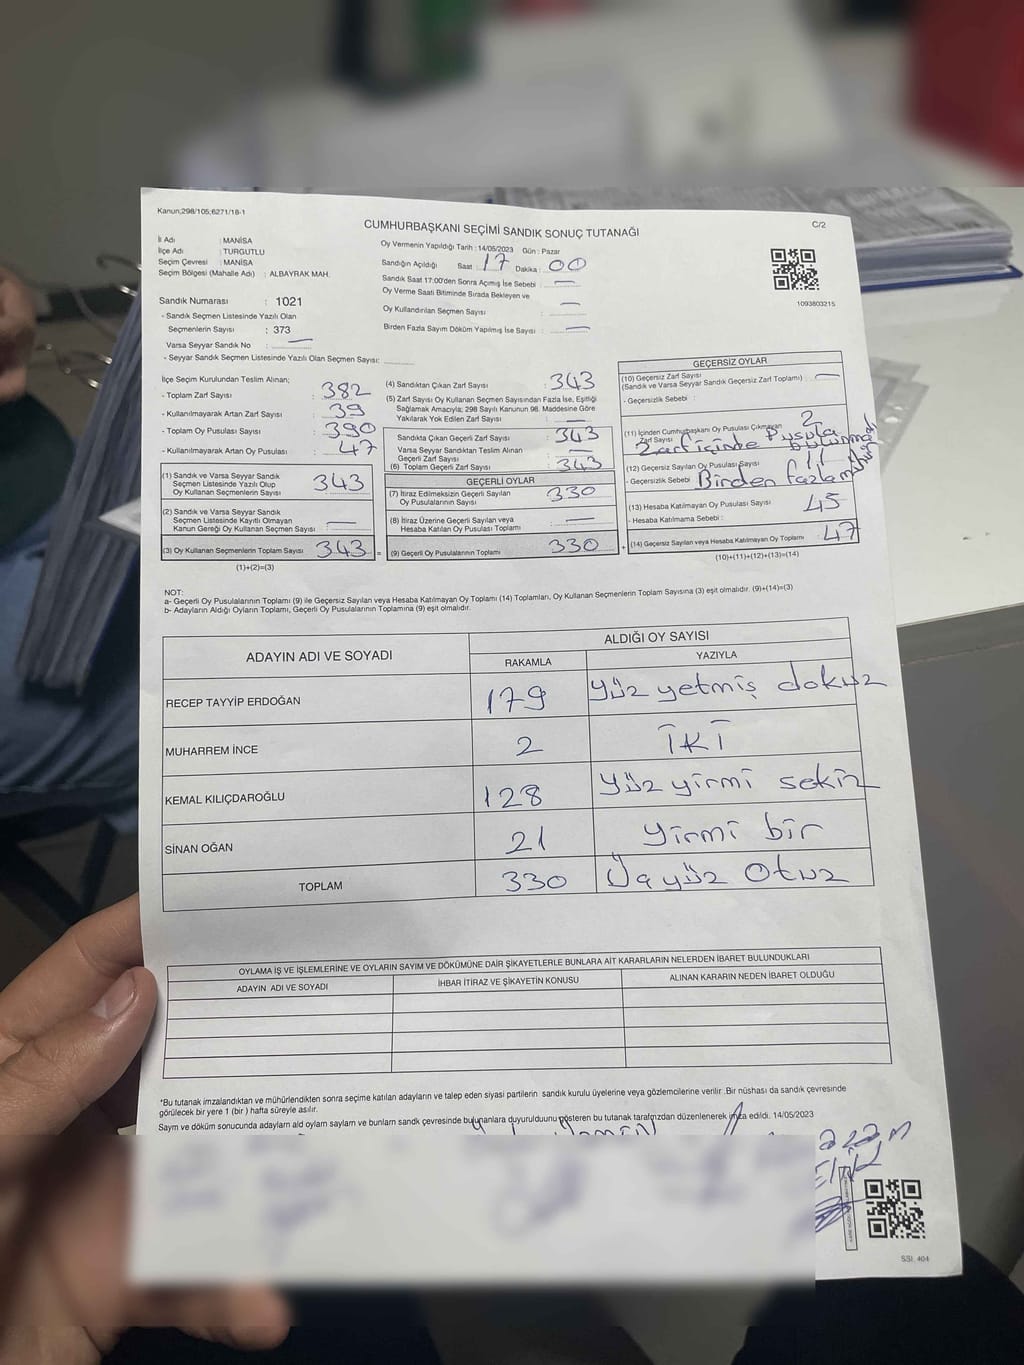 Kanun;298/105;6271/18-1
C/2
CUMHURBAŞKANI SEÇİMİ SANDIK SONUÇ TUTANAĞI
İl Adı : MANİSA
İlçe Adı : TURGUTLU
Seçim Çevresi : MANİSA
Seçim Bölgesi (Mahalle Adı) : ALBAYRAK MAH.
Sandık Numarası : 1021
- Sandık Seçmen Listesinde Yazılı Olan
Seçmenlerin Sayısı : 373
Varsa Seyyar Sandık No : —
- Seyyar Sandık Seçmen Listesinde Yazılı Olan Seçmen Sayısı:
Oy Vermenin Yapıldığı Tarih : 14/05/2023 Gün : Pazar
Sandığın Açıldığı Saat : 17 Dakika : 00
Sandık Saat 17:00'den Sonra Açımış İse Sebebi : —
Oy Verme Saati Bitiminde Sırada Bekleyen ve
Oy Kullandırılan Seçmen Sayısı : —
Birden Fazla Sayım Döküm Yapılmış İse Sayısı : —
1093803215
İlçe Seçim Kurulundan Teslim Alınan;
- Toplam Zarf Sayısı : 382
- Kullanılmayarak Artan Zarf Sayısı : 39
- Toplam Oy Pusulası Sayısı : 390
- Kullanılmayarak Artan Oy Pusulası : 47
(1) Sandık ve Varsa Seyyar Sandık
Seçmen Listesinde Yazılı Olup
Oy Kullanan Seçmenlerin Sayısı 343
(2) Sandık ve Varsa Seyyar Sandık
Seçmen Listesinde Kayıtlı Olmayan
Kanun Gereği Oy Kullanan Seçmen Sayısı —
(3) Oy Kullanan Seçmenlerin Toplam Sayısı 343 =
(1)+(2)=(3)
(4) Sandıktan Çıkan Zarf Sayısı : 343
(5) Zarf Sayısı Oy Kullanan Seçmen Sayısından Fazla İse, Eşitliği
Sağlamak Amacıyla; 298 Sayılı Kanunun 98. Maddesine Göre
Yakılarak Yok Edilen Zarf Sayısı : —
Sandıkta Çıkan Geçerli Zarf Sayısı : 343
Varsa Seyyar Sandıktan Teslim Alınan
Geçerli Zarf Sayısı : —
(6) Toplam Geçerli Zarf Sayısı : 343
GEÇERLİ OYLAR
(7) İtiraz Edilmeksizin Geçerli Sayılan
Oy Pusulalarının Sayısı : 330
(8) İtiraz Üzerine Geçerli Sayılan veya
Hesaba Katılan Oy Pusulası Toplamı : —
(9) Geçerli Oy Pusulalarının Toplamı 330 +
GEÇERSİZ OYLAR
(10) Geçersiz Zarf Sayısı
(Sandık ve Varsa Seyyar Sandık Geçersiz Zarf Toplamı) : —
- Geçersizlik Sebebi :
(11) İçinden Cumhurbaşkanı Oy Pusulası Çıkmayan
Zarf Sayısı 2
Zarf içinde Pusula
(12) Geçersiz Sayılan Oy Pusulası Sayısı 11
- Geçersizlik Sebebi Birden fazla
(13) Hesaba Katılmayan Oy Pusulası Sayısı 45
- Hesaba Katılmama Sebebi :
(14) Geçersiz Sayılan veya Hesaba Katılmayan Oy Toplamı 47
(10)+(11)+(12)+(13)=(14)
NOT:
a- Geçerli Oy Pusulalarının Toplamı (9) ile Geçersiz Sayılan veya Hesaba Katılmayan Oy Toplamı (14) Toplamları, Oy Kullanan Seçmenlerin Toplam Sayısına (3) eşit olmalıdır. (9)+(14)=(3)
b- Adayların Aldığı Oyların Toplamı, Geçerli Oy Pusulalarının Toplamına (9) eşit olmalıdır.
ADAYIN ADI VE SOYADI ALDIĞI OY SAYISI
RAKAMLA YAZIYLA
RECEP TAYYİP ERDOĞAN 179 Yüz yetmiş dokuz
MUHARREM İNCE 2 İKİ
KEMAL KILIÇDAROĞLU 128 Yüz yirmi sekiz
SİNAN OĞAN 21 Yirmi bir
TOPLAM 330 Üçyüz Otuz
OYLAMA İŞ VE İŞLEMLERİNE VE OYLARIN SAYIM VE DÖKÜMÜNE DAİR ŞİKAYETLERLE BUNLARA AİT KARARLARIN NELERDEN İBARET BULUNDUKLARI
ADAYIN ADI VE SOYADI İHBAR İTİRAZ VE ŞİKAYETİN KONUSU ALINAN KARARIN NEDEN İBARET OLDUĞU
*Bu tutanak imzalandıktan ve mühürlendikten sonra seçime katılan adayların ve talep eden siyasi partilerin sandık kurulu üyelerine veya gözlemcilerine verilir .Bir nüshası da sandık çevresinde
görülecek bir yere 1 (bir ) hafta süreyle asılır.
Sayım ve döküm sonucunda adayların ald oyların sayları ve bunların sandık çevresinde bulunanlara duyurulduunu gösteren bu tutanak tarafmzdan düzenlenerek imza edildi. 14/05/2023
SSI. 404